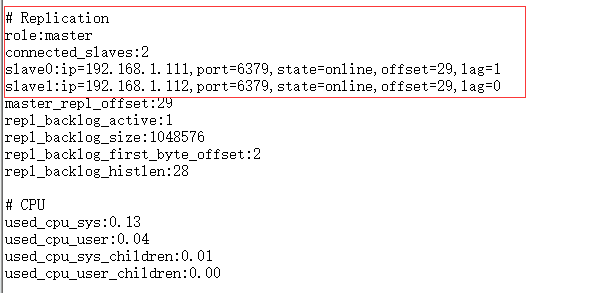 # Replication
role:master
connected_slaves:2
slave0:ip=192.168.1.111,port=6379,state=online,offset=29,lag=1
slave1:ip=192.168.1.112,port=6379,state=online,offset=29,lag=0
master_repl_offset:29
repl_backlog_active:1
repl_backlog_size:1048576
repl_backlog_first_byte_offset:2
repl_backlog_histlen:28
# CPU
used_cpu_sys:0.13
used_cpu_user:0.04
used_cpu_sys_children:0.01
used_cpu_user_children:0.00